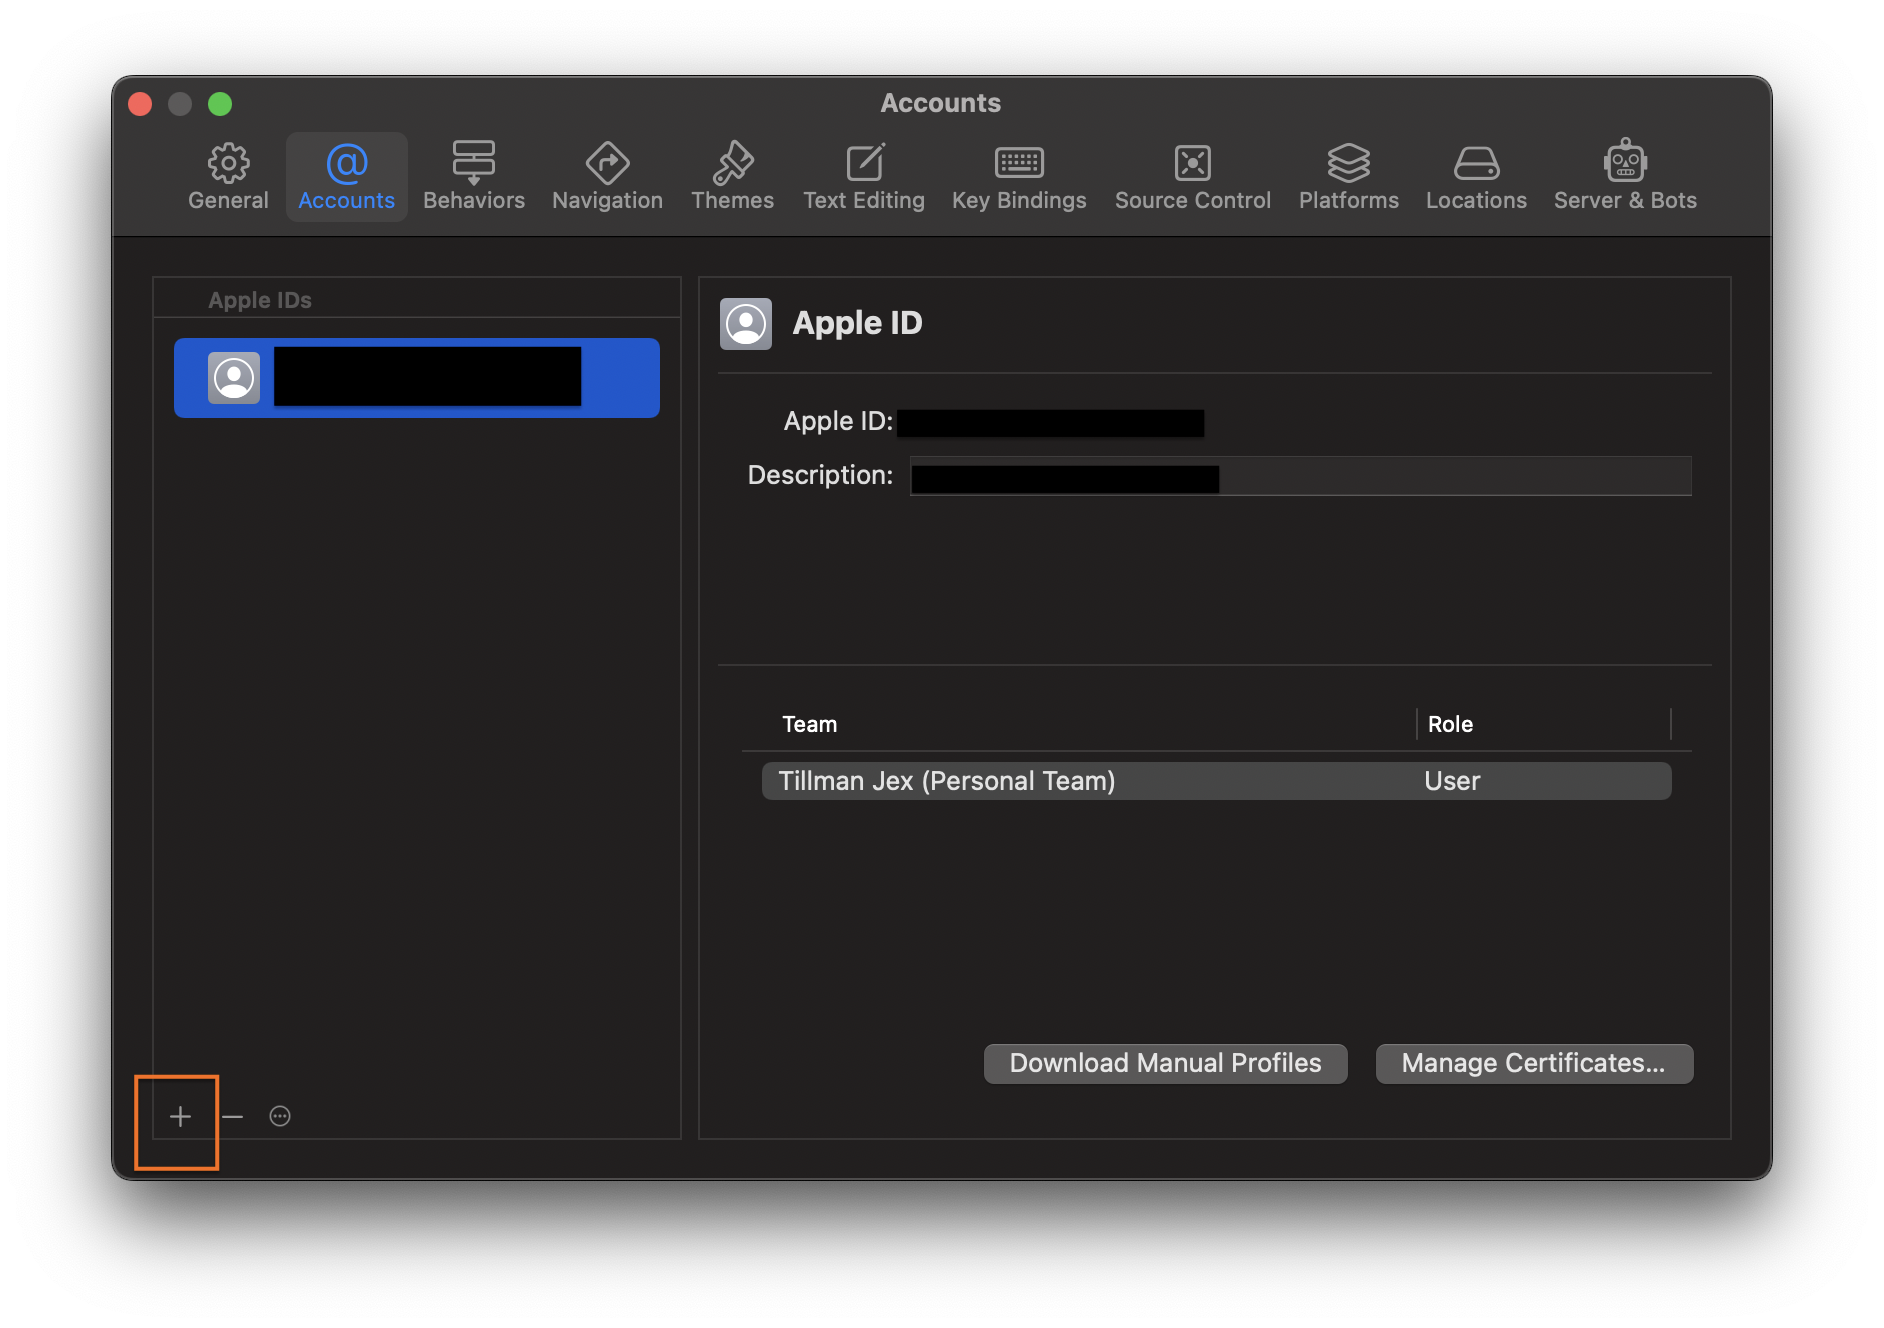 Accounts
General
Accounts
Behaviors
Navigation
Themes
Text Editing
Key Bindings
Source Control
Platforms
Locations
Server & Bots
Apple IDs
Apple ID
Apple ID:
Description:
Team
Role
Tillman Jex (Personal Team)
User
Download Manual Profiles
Manage Certificates...